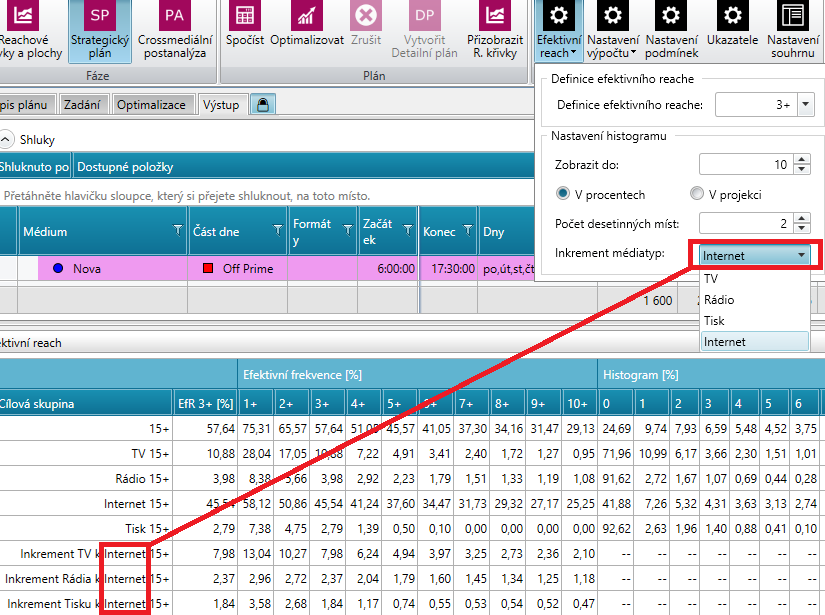 SP PA DP
Reachové Strategický Crossmediální Spočíst Optimalizovat Zrušit Vytvořit Přizobrazit Efektivní Nastavení Nastavení Ukazatele Nastavení
vky a plochy plán postanalýza Detailní plán R. křivky reach výpočtu podmínek souhrnu
Fáze Plán
Definice efektivního reache
Definice efektivního reache: 3+
pis plánu Zadání Optimalizace Výstup
Nastavení histogramu
Shluky
Zobrazit do: 10
Shluknuto po Dostupné položky
V procentech V projekci
Přetáhněte hlavičku sloupce, který si přejete shluknout, na toto místo.
Počet desetinných míst: 2
Médium Část dne Formáty Začátek Konec Dny
Inkrement médiatyp: Internet
Nova Off Prime 6:00:00 17:30:00 po,út,st,čt
TV
Rádio
1 600
Tisk
Internet
ektivní reach
Efektivní frekvence [%] Histogram [%]
Cílová skupina EfR 3+ [%] 1+ 2+ 3+ 4+ 5+ 7+ 8+ 9+ 10+ 0 1 2 3 4 5 6
15+ 57,64 75,31 65,57 57,64 45,57 41,05 37,30 34,16 31,47 29,13 24,69 9,74 7,93 6,59 5,48 4,52 3,75
TV 15+ 10,88 28,04 17,05 7,22 4,91 3,41 2,40 1,72 1,27 0,95 71,96 10,99 6,17 3,66 2,30 1,51 1,01
Rádio 15+ 3,98 8,38 3,98 2,92 2,23 1,79 1,51 1,33 1,19 1,08 91,62 2,72 1,67 1,07 0,69 0,44 0,28
Internet 15+ 58,12 50,86 45,54 41,24 37,60 34,47 31,73 29,32 27,17 25,25 41,88 7,26 5,32 4,31 3,63 3,13 2,74
Tisk 15+ 2,79 7,38 4,75 2,79 1,39 0,50 0,10 0,00 0,00 0,00 0,00 92,62 2,63 1,96 1,40 0,88 0,41 0,10
Inkrement TV k Internet 15+ 7,98 13,04 10,27 7,98 6,24 4,94 3,97 3,25 2,73 2,36 2,10 -- -- -- -- -- -- --
Inkrement Rádia k Internet 15+ 2,37 2,96 2,72 2,37 2,04 1,79 1,60 1,45 1,34 1,25 1,18 -- -- -- -- -- -- --
Inkrement Tisku k Internet 15+ 1,84 3,58 2,68 1,84 1,17 0,74 0,55 0,53 0,54 0,52 0,47 -- -- -- -- -- -- --